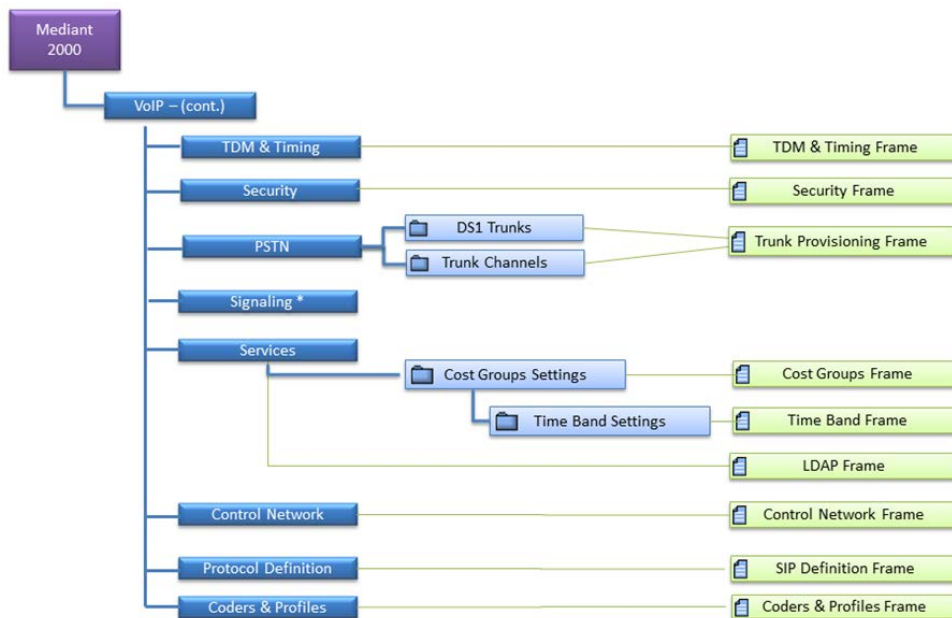 Mediant
2000
VoIP – (cont.)
TDM & Timing
TDM & Timing Frame
Security
Security Frame
PSTN
DS1 Trunks
Trunk Channels
Trunk Provisioning Frame
Signaling *
Services
Cost Groups Settings
Cost Groups Frame
Time Band Settings
Time Band Frame
LDAP Frame
Control Network
Control Network Frame
Protocol Definition
SIP Definition Frame
Coders & Profiles
Coders & Profiles Frame